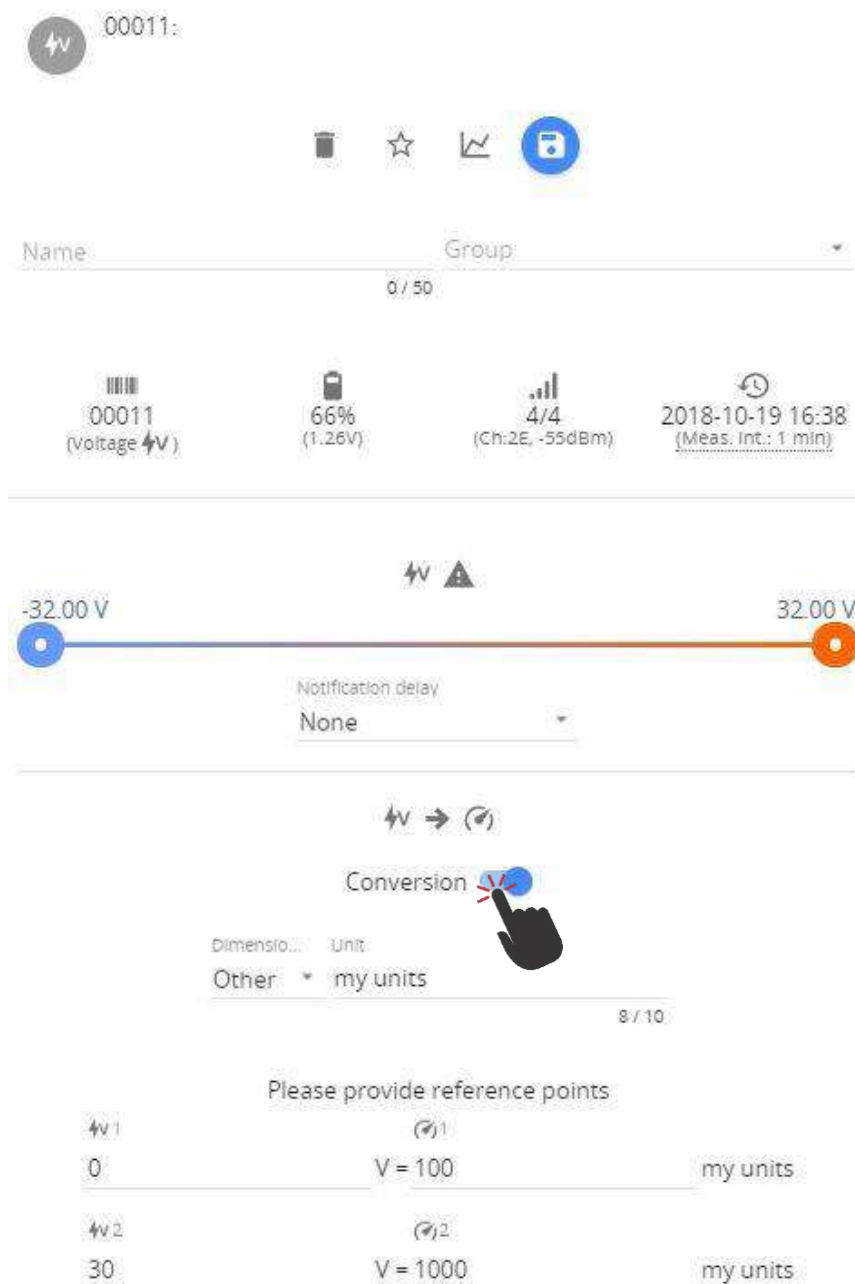 00011:
Name Group
0 / 50
00011 66% 4/4 2018-10-19 16:38
(Voltage V) (1.26V) (Ch:2E, -55dBm) (Meas. Int.: 1 min)
V
-32.00 V 32.00 V
Notification delay
None
V
Conversion
Dimensio... Unit
Other my units
8 / 10
Please provide reference points
V 1 1
0 V = 100 my units
V 2 2
30 V = 1000 my units